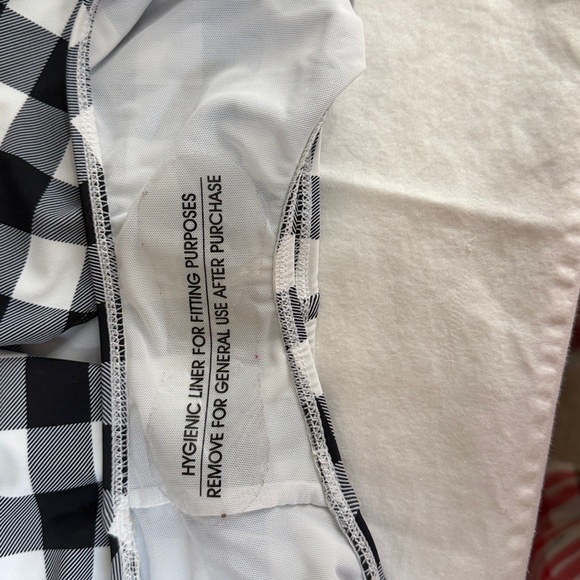 HYGIENIC LINER FOR FITTING PURPOSES
REMOVE FOR GENERAL USE AFTER PURCHASE